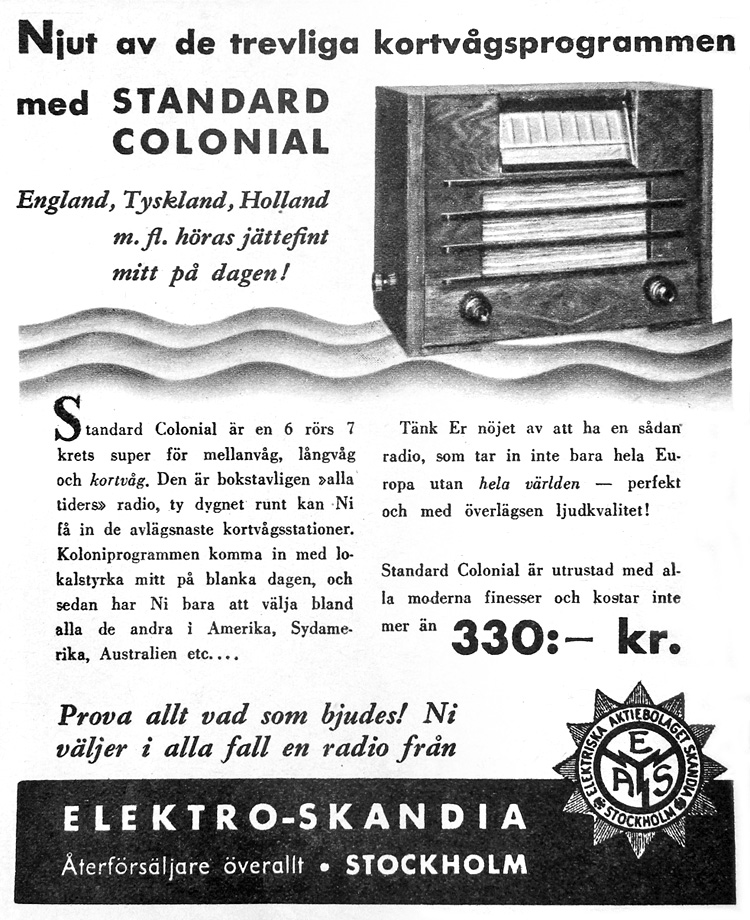 Njut av de trevliga kortvågsprogrammen
med STANDARD
COLONIAL
England, Tyskland, Holland
m. fl. höras jättefint
mitt på dagen!
Standard Colonial är en 6 rörs 7
krets super för mellanvåg, långvåg
och kortvåg. Den är bokstavligen »alla
tiders» radio, ty dygnet runt kan Ni
få in de avlägsnaste kortvågsstationer.
Koloniprogrammen komma in med lo-
kalstyrka mitt på blanka dagen, och
sedan har Ni bara att välja bland
alla de andra i Amerika, Sydame-
rika, Australien etc....
Tänk Er nöjet av att ha en sådan
radio, som tar in inte bara hela Eu-
ropa utan hela världen — perfekt
och med överlägsen ljudkvalitet!
Standard Colonial är utrustad med al-
la moderna finesser och kostar inte
mer än 330:— kr.
Prova allt vad som bjudes! Ni
väljer i alla fall en radio från
ELEKTRISKA AKTIEBOLAGET SKANDIA
EAS
STOCKHOLM
ELEKTRO-SKANDIA
Återförsäljare överallt • STOCKHOLM